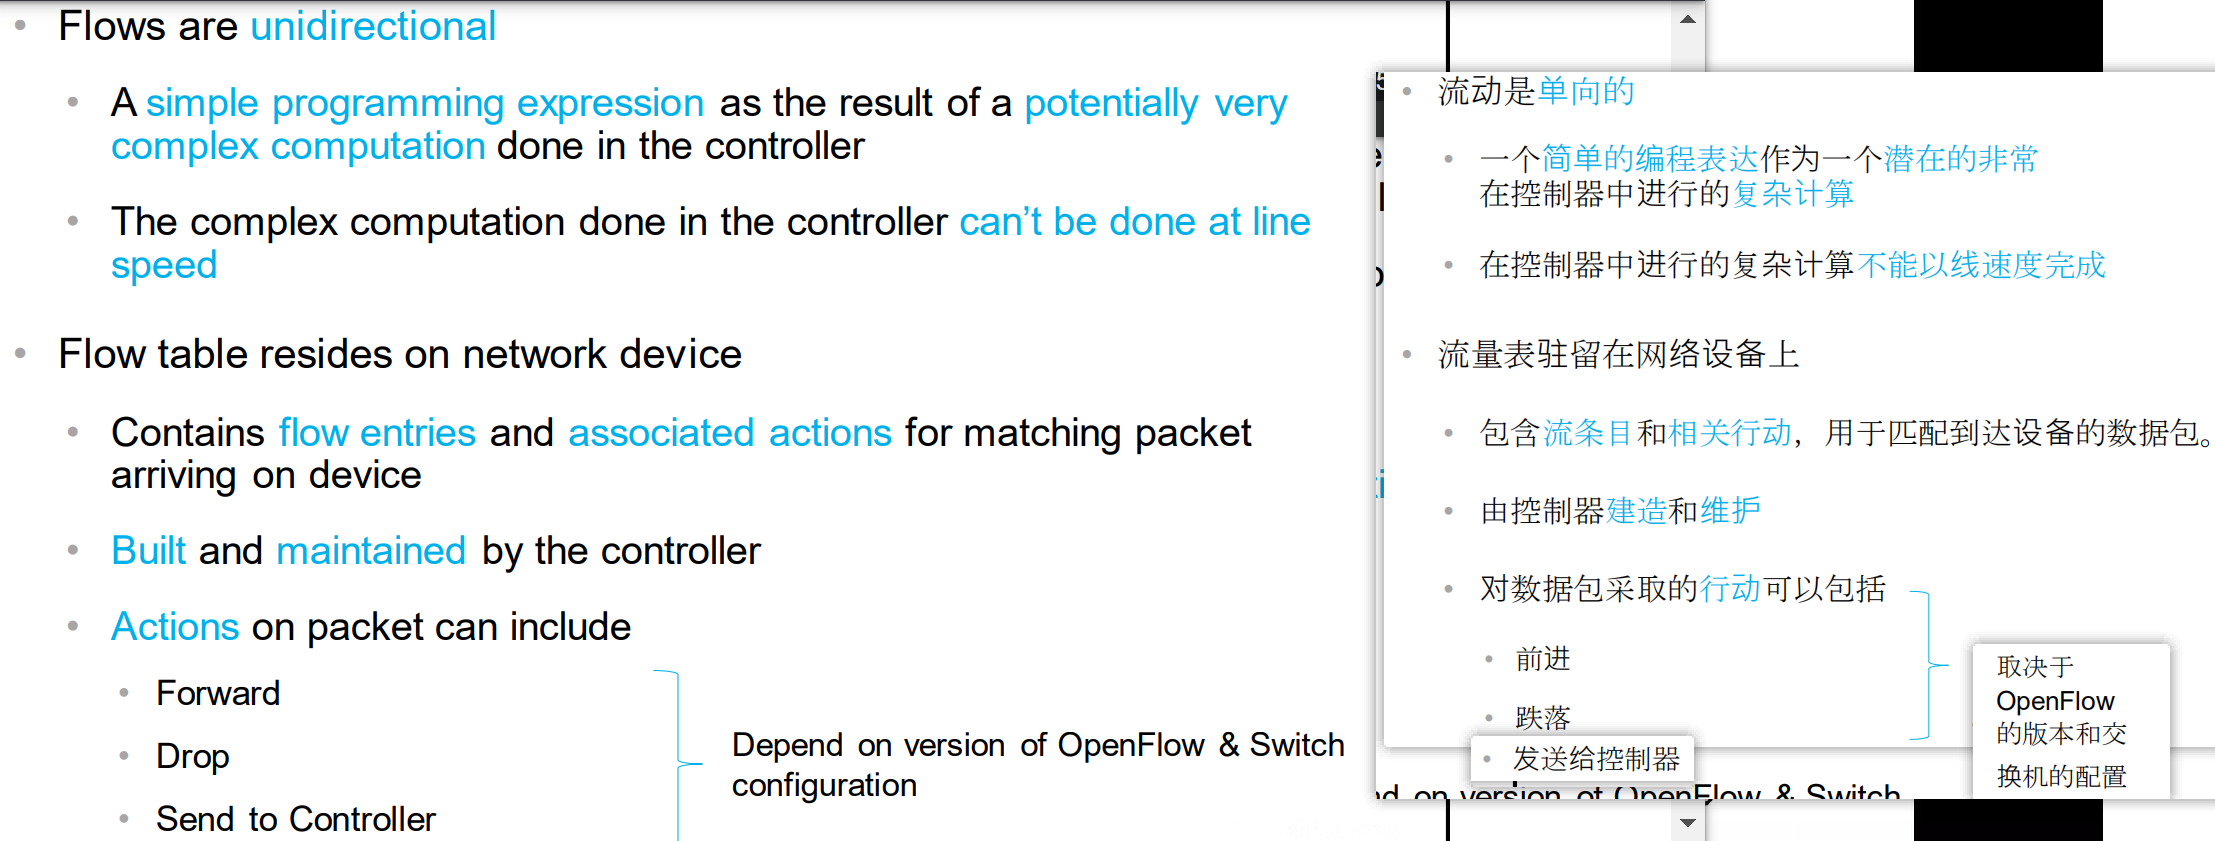 Flows are unidirectional
A simple programming expression as the result of a potentially very
complex computation done in the controller
The complex computation done in the controller can't be done at line
speed
Flow table resides on network device
Contains flow entries and associated actions for matching packet
arriving on device
Built and maintained by the controller
Actions on packet can include
Forward
Drop
Send to Controller
Depend on version of OpenFlow & Switch
configuration
流动是单向的
一个简单的编程表达作为一个潜在的非常
在控制器中进行的复杂计算
在控制器中进行的复杂计算不能以线速度完成
流量表驻留在网络设备上
包含流条目和相关行动，用于匹配到达设备的数据包。
由控制器建造和维护
对数据包采取的行动可以包括
前进
跌落
发送给控制器
取决于
OpenFlow
的版本和交
换机的配置
on version of OpenFlow & Switch